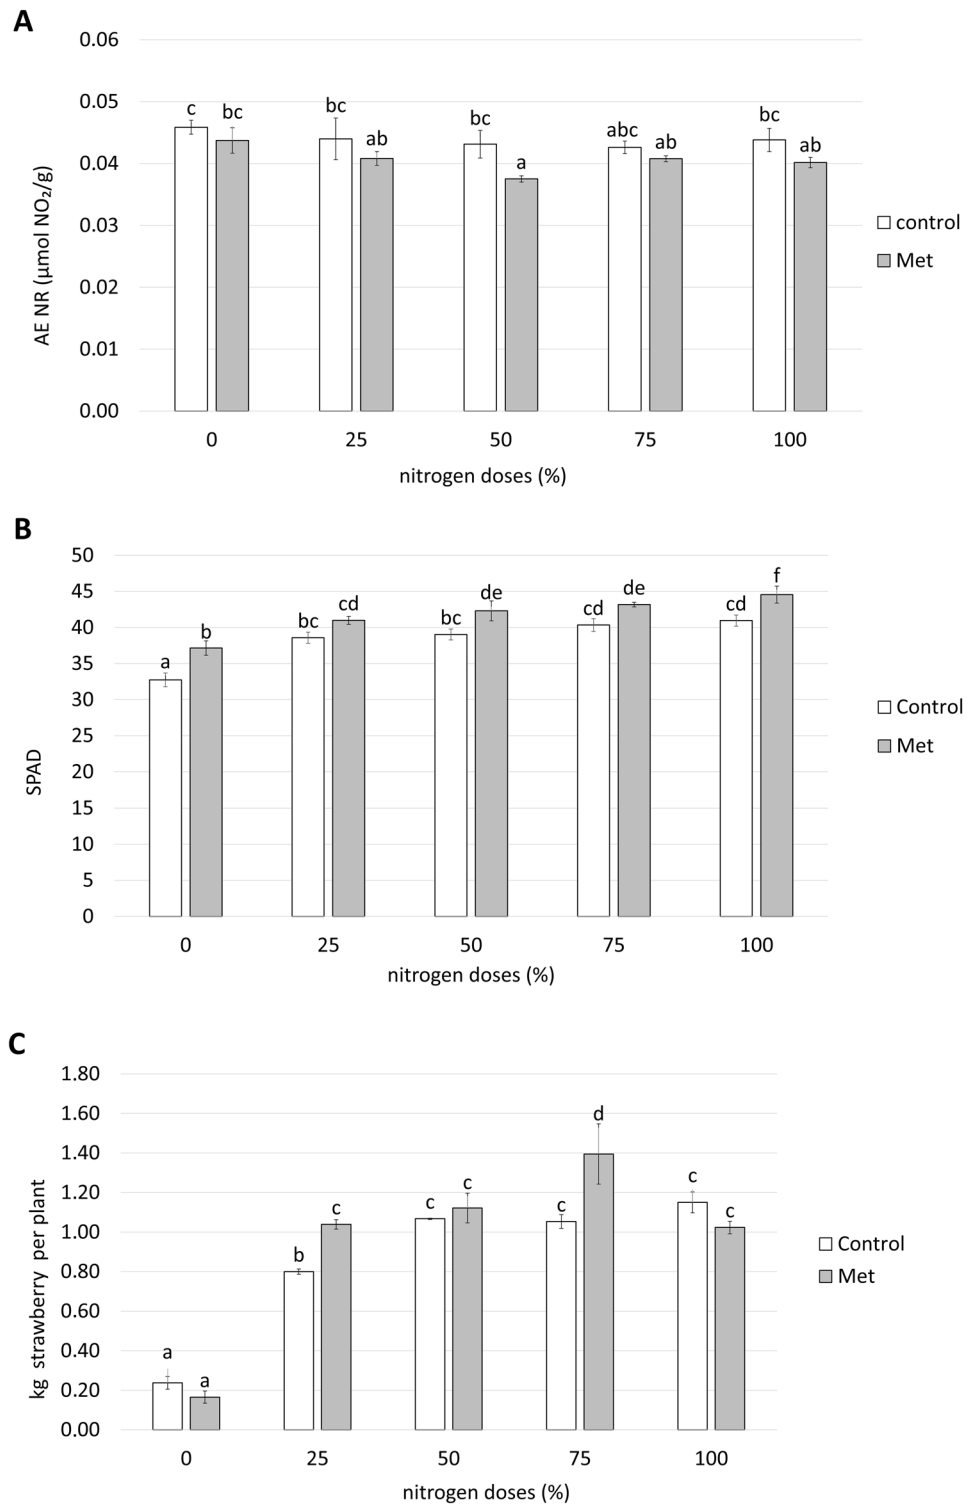 A
0.06
0.05
0.04
0.03
0.02
0.01
0.00
AE NR (µmol NO₂/g)
c bc bc ab bc a abc ab bc ab
0 25 50 75 100
nitrogen doses (%)
control
Met
B
50
45
40
35
30
25
20
15
10
5
0
SPAD
a b bc cd bc de cd de cd f
0 25 50 75 100
nitrogen doses (%)
Control
Met
C
1.80
1.60
1.40
1.20
1.00
0.80
0.60
0.40
0.20
0.00
kg strawberry per plant
a a b c c c c d c c
0 25 50 75 100
nitrogen doses (%)
Control
Met